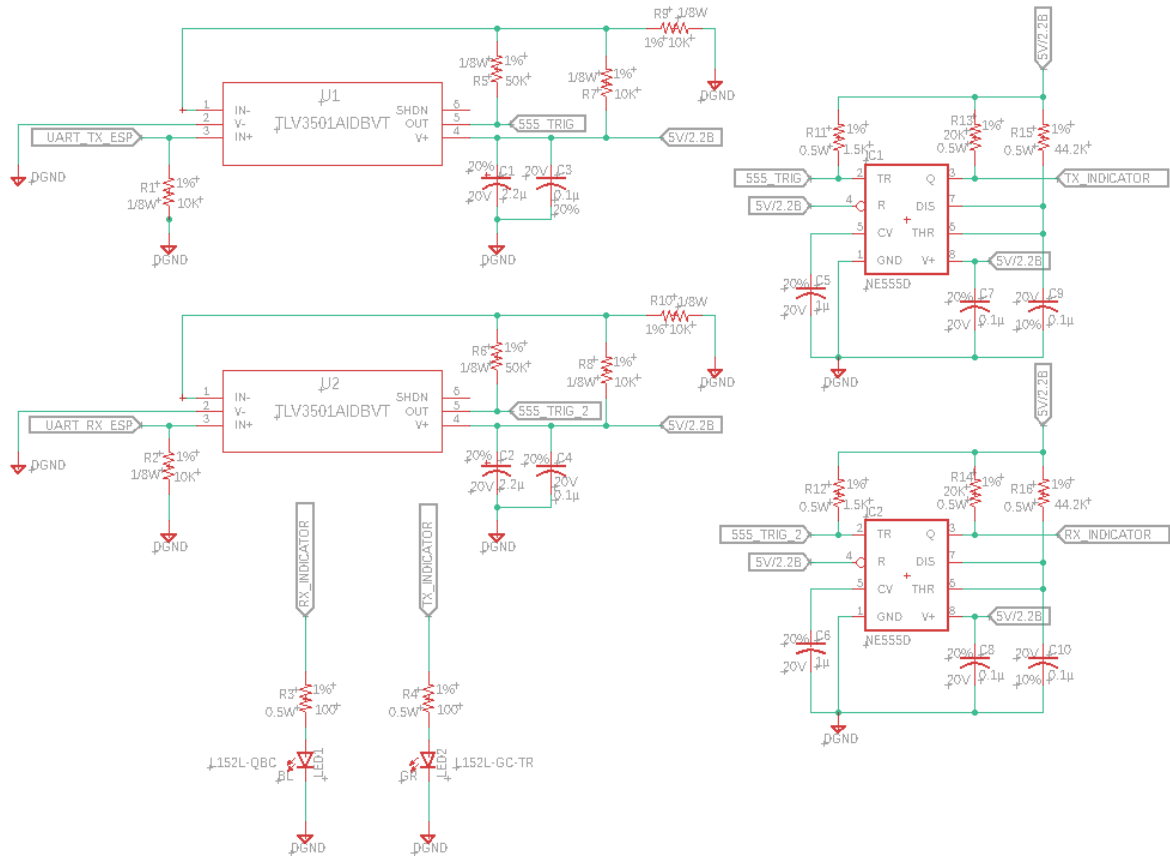 R9 1/8W
1% 10K
1/8W 1%
R5 50K
1/8W 1%
R7 10K
DGND
U1
TLV3501AIDBVT
1 IN-
2 V-
3 IN+
SHDN 6
OUT 5
V+ 4
UART_TX_ESP
555_TRIG
5V/2.2B
DGND
R1 1%
1/8W 10K
DGND
20% C1
20V 2.2µ
20V C3
0.1µ
20%
DGND
R10 1/8W
1% 10K
R6 1%
1/8W 50K
R8 1%
1/8W 10K
DGND
U2
TLV3501AIDBVT
1 IN-
2 V-
3 IN+
SHDN 6
OUT 5
V+ 4
UART_RX_ESP
555_TRIG_2
5V/2.2B
DGND
R2 1%
1/8W 10K
DGND
20% C2
20V 2.2µ
20% C4
20V
0.1µ
DGND
RX_INDICATOR
TX_INDICATOR
R3 1%
0.5W 100
R4 1%
0.5W 100
L152L-QBC
BL
LED1
GR
LED2
L152L-GC-TR
DGND
DGND
5V/2.2B
R11 1%
0.5W 1.5K
R13 1%
20K
0.5W
R15 1%
0.5W 44.2K
IC1
555_TRIG
5V/2.2B
2 TR
4 R
5 CV
1 GND
Q 3
DIS 7
THR 6
V+ 8
NE555D
TX_INDICATOR
5V/2.2B
20% C5
20V 1µ
20% C7
20V 0.1µ
20V C9
10% 0.1µ
DGND
5V/2.2B
R12 1%
0.5W 1.5K
R14 1%
20K
0.5W
R16 1%
0.5W 44.2K
IC2
555_TRIG_2
5V/2.2B
2 TR
4 R
5 CV
1 GND
Q 3
DIS 7
THR 6
V+ 8
NE555D
RX_INDICATOR
5V/2.2B
20% C6
20V 1µ
20% C8
20V 0.1µ
20V C10
10% 0.1µ
DGND